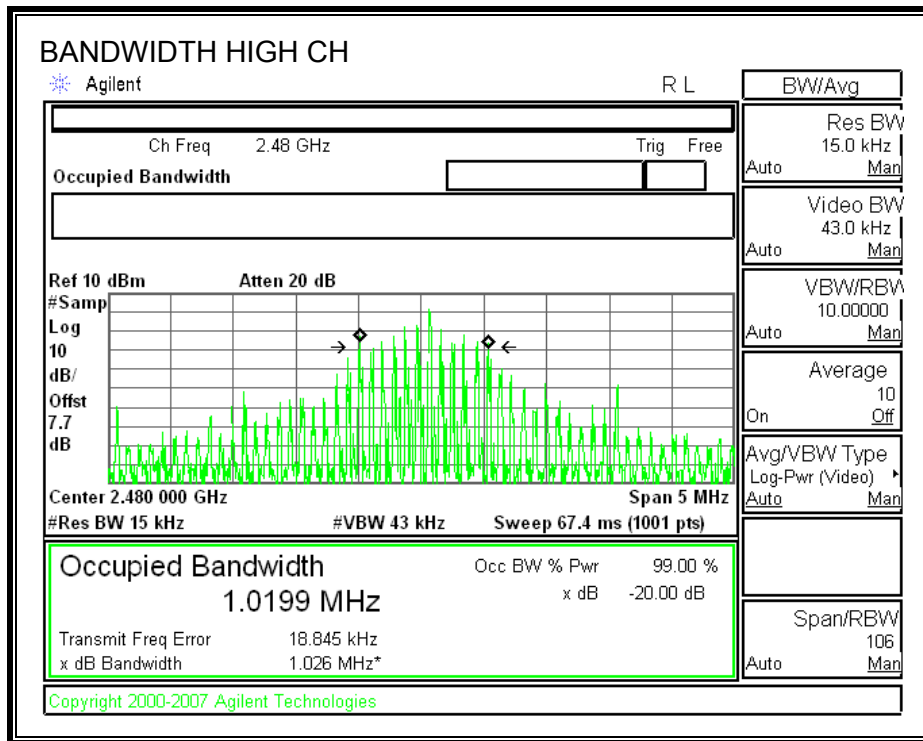 BANDWIDTH HIGH CH
Agilent R L
Ch Freq 2.48 GHz Trig Free
Occupied Bandwidth
Ref 10 dBm Atten 20 dB
#Samp
Log
10
dB/
Offst
7.7
dB
Center 2.480 000 GHz Span 5 MHz
#Res BW 15 kHz #VBW 43 kHz Sweep 67.4 ms (1001 pts)
Occupied Bandwidth
1.0199 MHz
Occ BW % Pwr 99.00 %
x dB -20.00 dB
Transmit Freq Error 18.845 kHz
x dB Bandwidth 1.026 MHz*
Copyright 2000-2007 Agilent Technologies
BW/Avg
Res BW
15.0 kHz
Auto Man
Video BW
43.0 kHz
Auto Man
VBW/RBW
10.00000
Auto Man
Average
10
On Off
Avg/VBW Type
Log-Pwr (Video)
Auto Man
Span/RBW
106
Auto Man